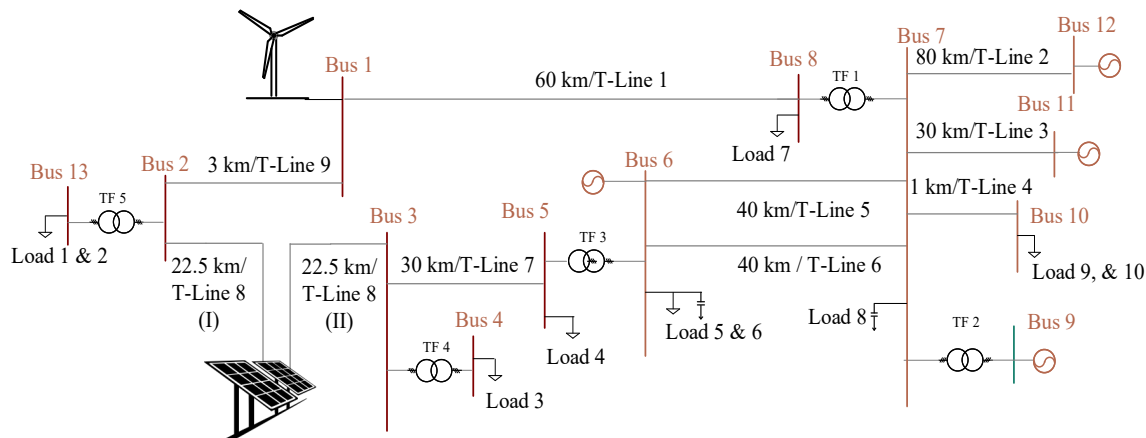 Bus 12
Bus 7
Bus 8
80 km/T-Line 2
Bus 1
TF 1
60 km/T-Line 1
Bus 11
30 km/T-Line 3
Load 7
Bus 2
3 km/T-Line 9
Bus 6
Bus 13
TF 5
1 km/T-Line 4
Bus 3
Bus 5
40 km/T-Line 5
Bus 10
TF 3
Load 1 & 2
30 km/T-Line 7
40 km / T-Line 6
Load 9, & 10
22.5 km/
T-Line 8
(I)
22.5 km/
T-Line 8
(II)
Bus 4
Load 5 & 6
Load 8
Bus 9
TF 4
Load 4
TF 2
Load 3